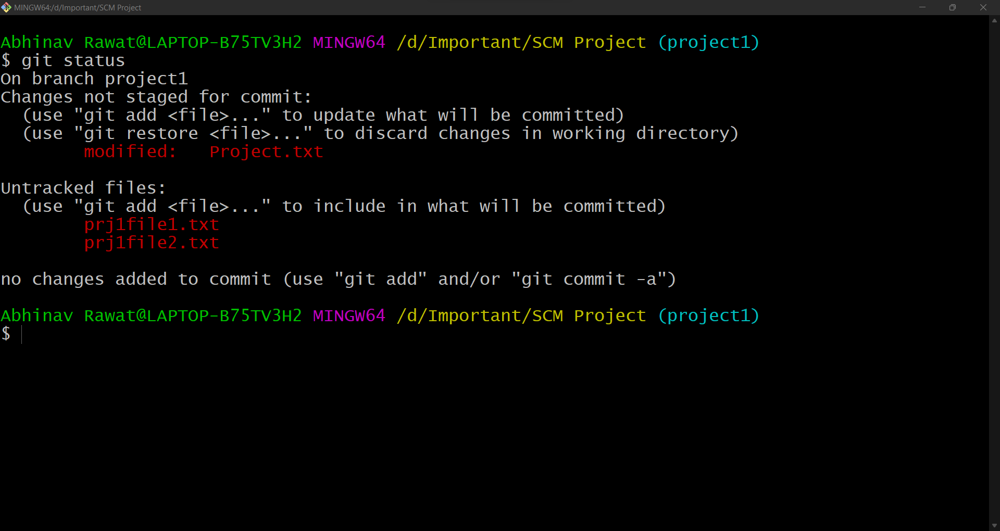 MINGW64:/d/Important/SCM Project
Abhinav Rawat@LAPTOP-B75TV3H2 MINGW64 /d/Important/SCM Project (project1)
$ git status
On branch project1
Changes not staged for commit:
  (use "git add <file>..." to update what will be committed)
  (use "git restore <file>..." to discard changes in working directory)
        modified:   Project.txt
Untracked files:
  (use "git add <file>..." to include in what will be committed)
        prj1file1.txt
        prj1file2.txt
no changes added to commit (use "git add" and/or "git commit -a")
Abhinav Rawat@LAPTOP-B75TV3H2 MINGW64 /d/Important/SCM Project (project1)
$